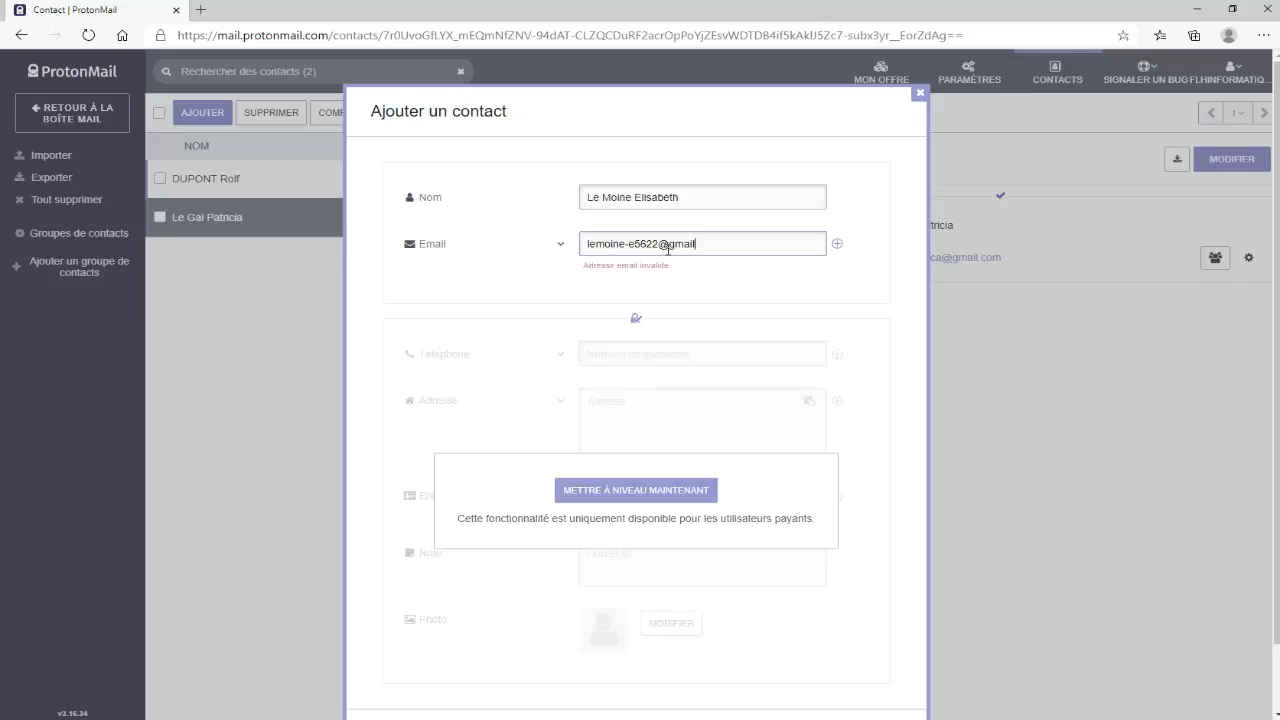 Contact | ProtonMail
https://mail.protonmail.com/contacts/7r0UvoGfLYX_mEQmNfZNV-94dAT-CLZQCDuRF2acrOpPoYjZEsvWDTDB4if5kAklJ5Zc7-subx3yr__EorZdAg==
ProtonMail
Rechercher des contacts (2)
MON OFFRE
PARAMÈTRES
CONTACTS
SIGNALER UN BUG
FLHINFORMATIQ...
RETOUR À LA
BOÎTE MAIL
AJOUTER
SUPPRIMER
COMB
Ajouter un contact
1
NOM
Importer
MODIFIER
Exporter
DUPONT Rolf
Tout supprimer
Nom
Le Moine Elisabeth
Le Gal Patricia
tricia
Groupes de contacts
Email
lemoine-e5622@gmail
ca@gmail.com
Adresse email invalide
Ajouter un groupe de
contacts
Téléphone
Numéro de téléphone
Adresse
Adresse
METTRE À NIVEAU MAINTENANT
Cette fonctionnalité est uniquement disponible pour les utilisateurs payants.
Note
Photo
MODIFIER
v3.16.34